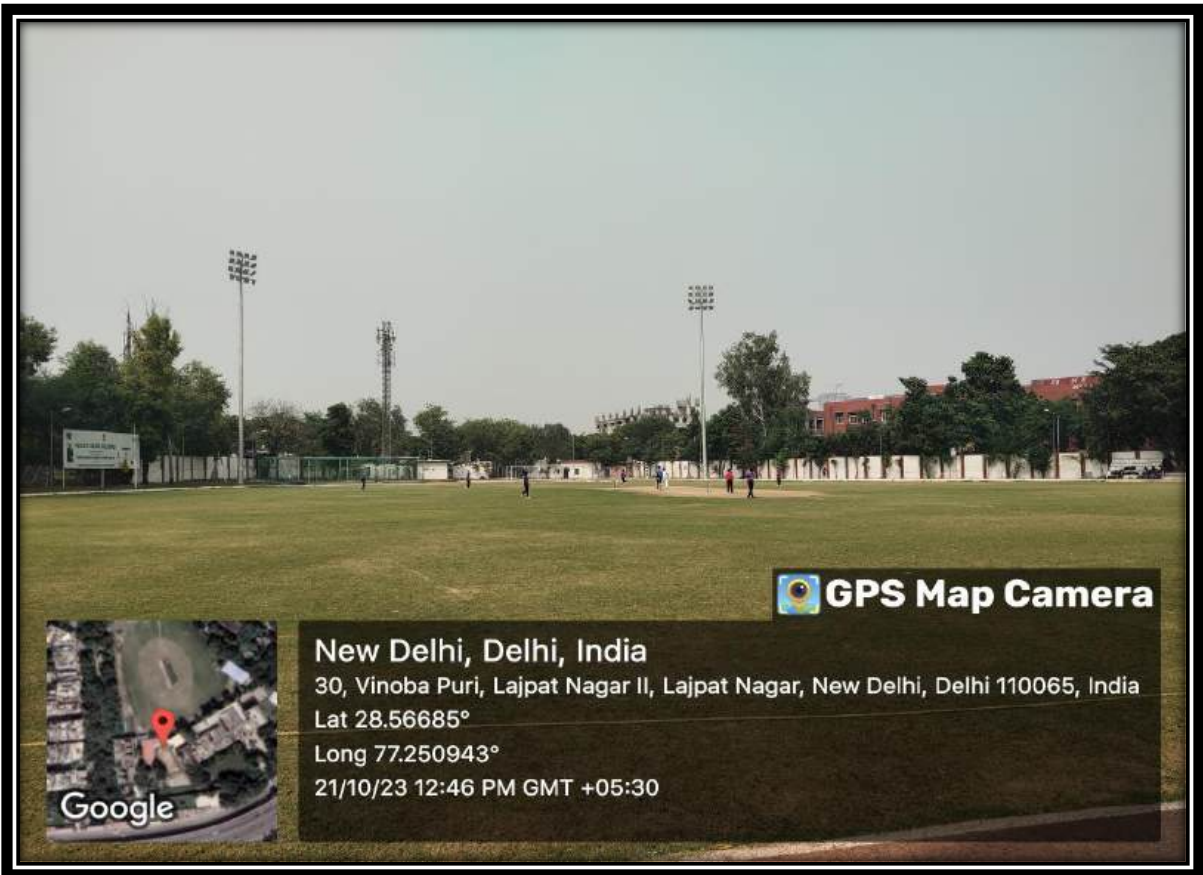 GPS Map Camera
New Delhi, Delhi, India
30, Vinoba Puri, Lajpat Nagar II, Lajpat Nagar, New Delhi, Delhi 110065, India
Lat 28.56685°
Long 77.250943°
21/10/23 12:46 PM GMT +05:30
Google